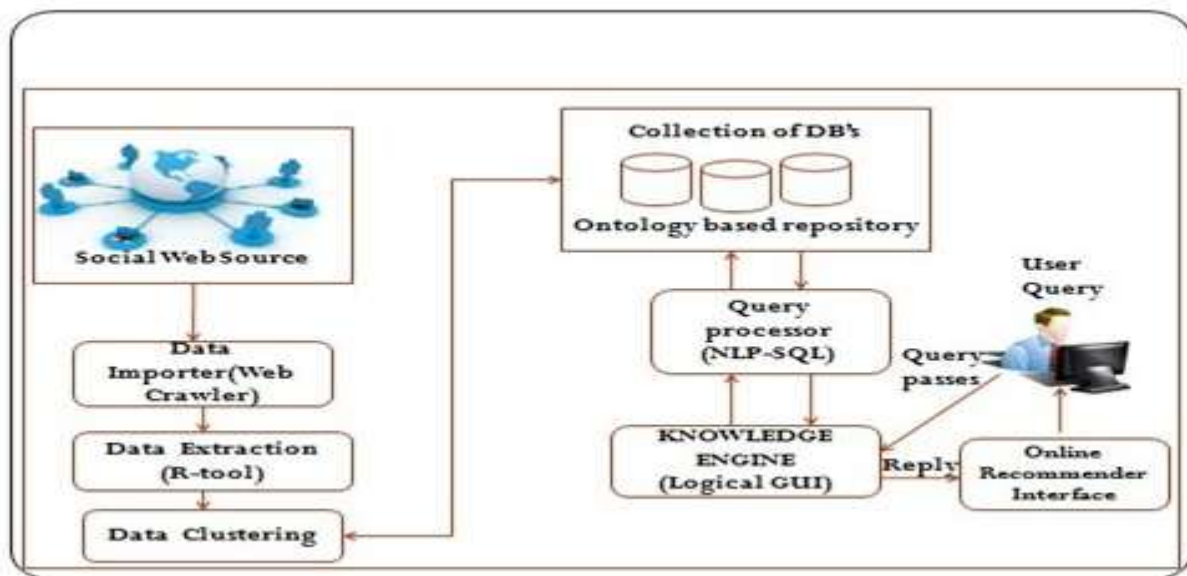 Social Web Source
Data
Importer(Web
Crawler)
Data Extraction
(R-tool)
Data Clustering
Collection of DB's
Ontology based repository
Query
processor
(NLP-SQL)
KNOWLEDGE
ENGINE
(Logical GUI)
User
Query
Query
passes
Reply
Online
Recommender
Interface